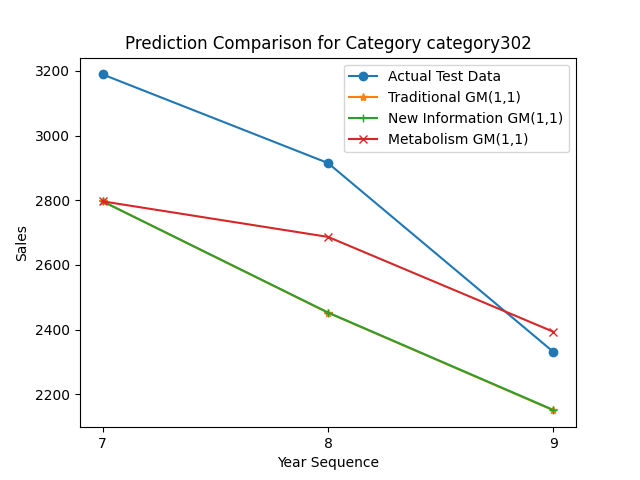 Prediction Comparison for Category category302
Actual Test Data
Traditional GM(1,1)
New Information GM(1,1)
Metabolism GM(1,1)
Sales
3200
3000
2800
2600
2400
2200
7
8
9
Year Sequence